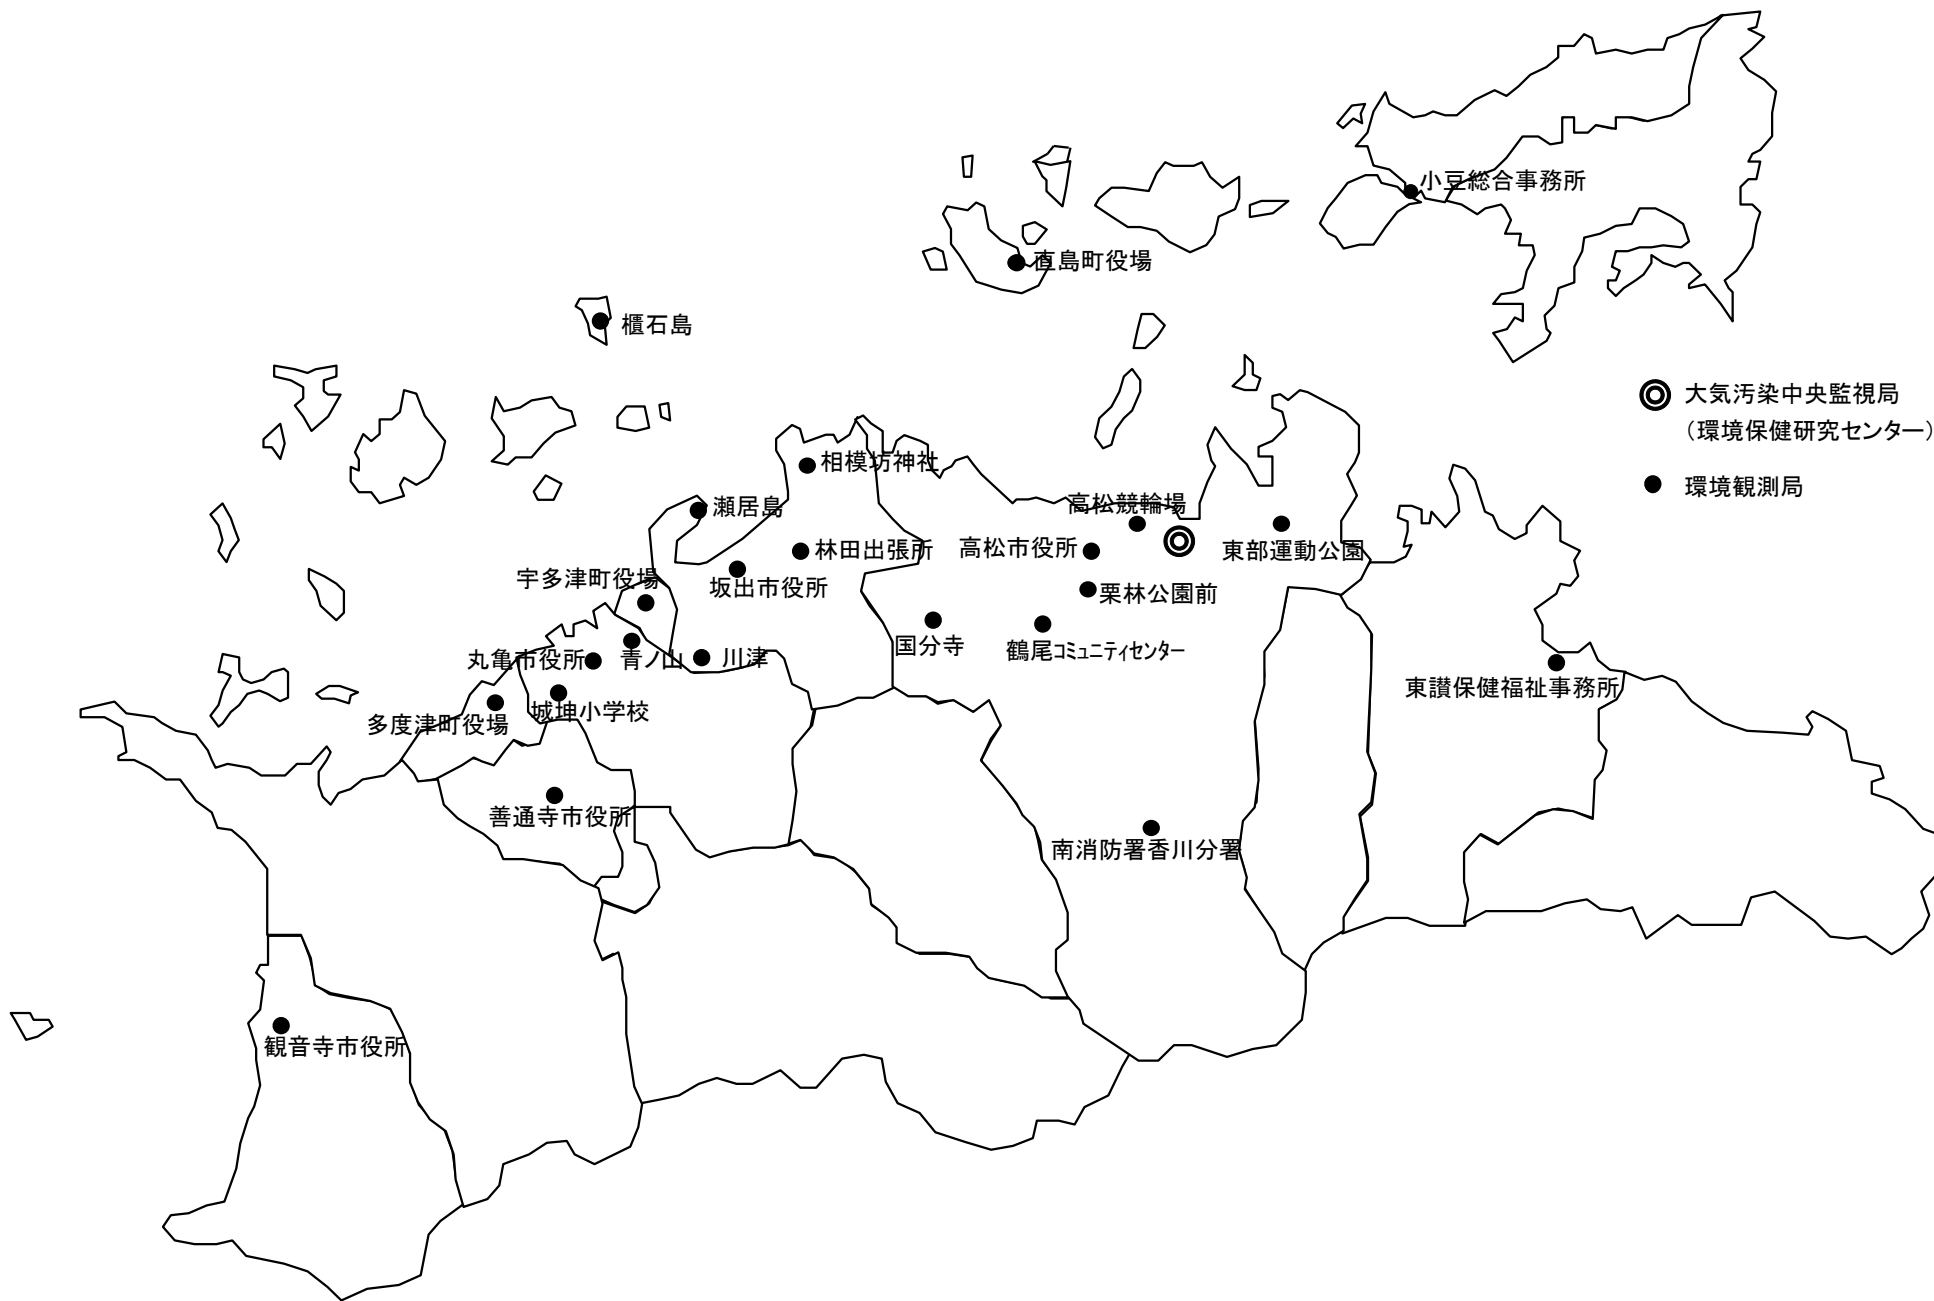 小豆総合事務所
直島町役場
櫃石島
大気汚染中央監視局
（環境保健研究センター）
環境観測局
相模坊神社
瀬居島
高松競輪場
林田出張所
高松市役所
東部運動公園
宇多津町役場
坂出市役所
栗林公園前
国分寺
鶴尾コミュニティセンター
丸亀市役所
青ノ山
川津
東讃保健福祉事務所
多度津町役場
城坤小学校
善通寺市役所
南消防署香川分署
観音寺市役所